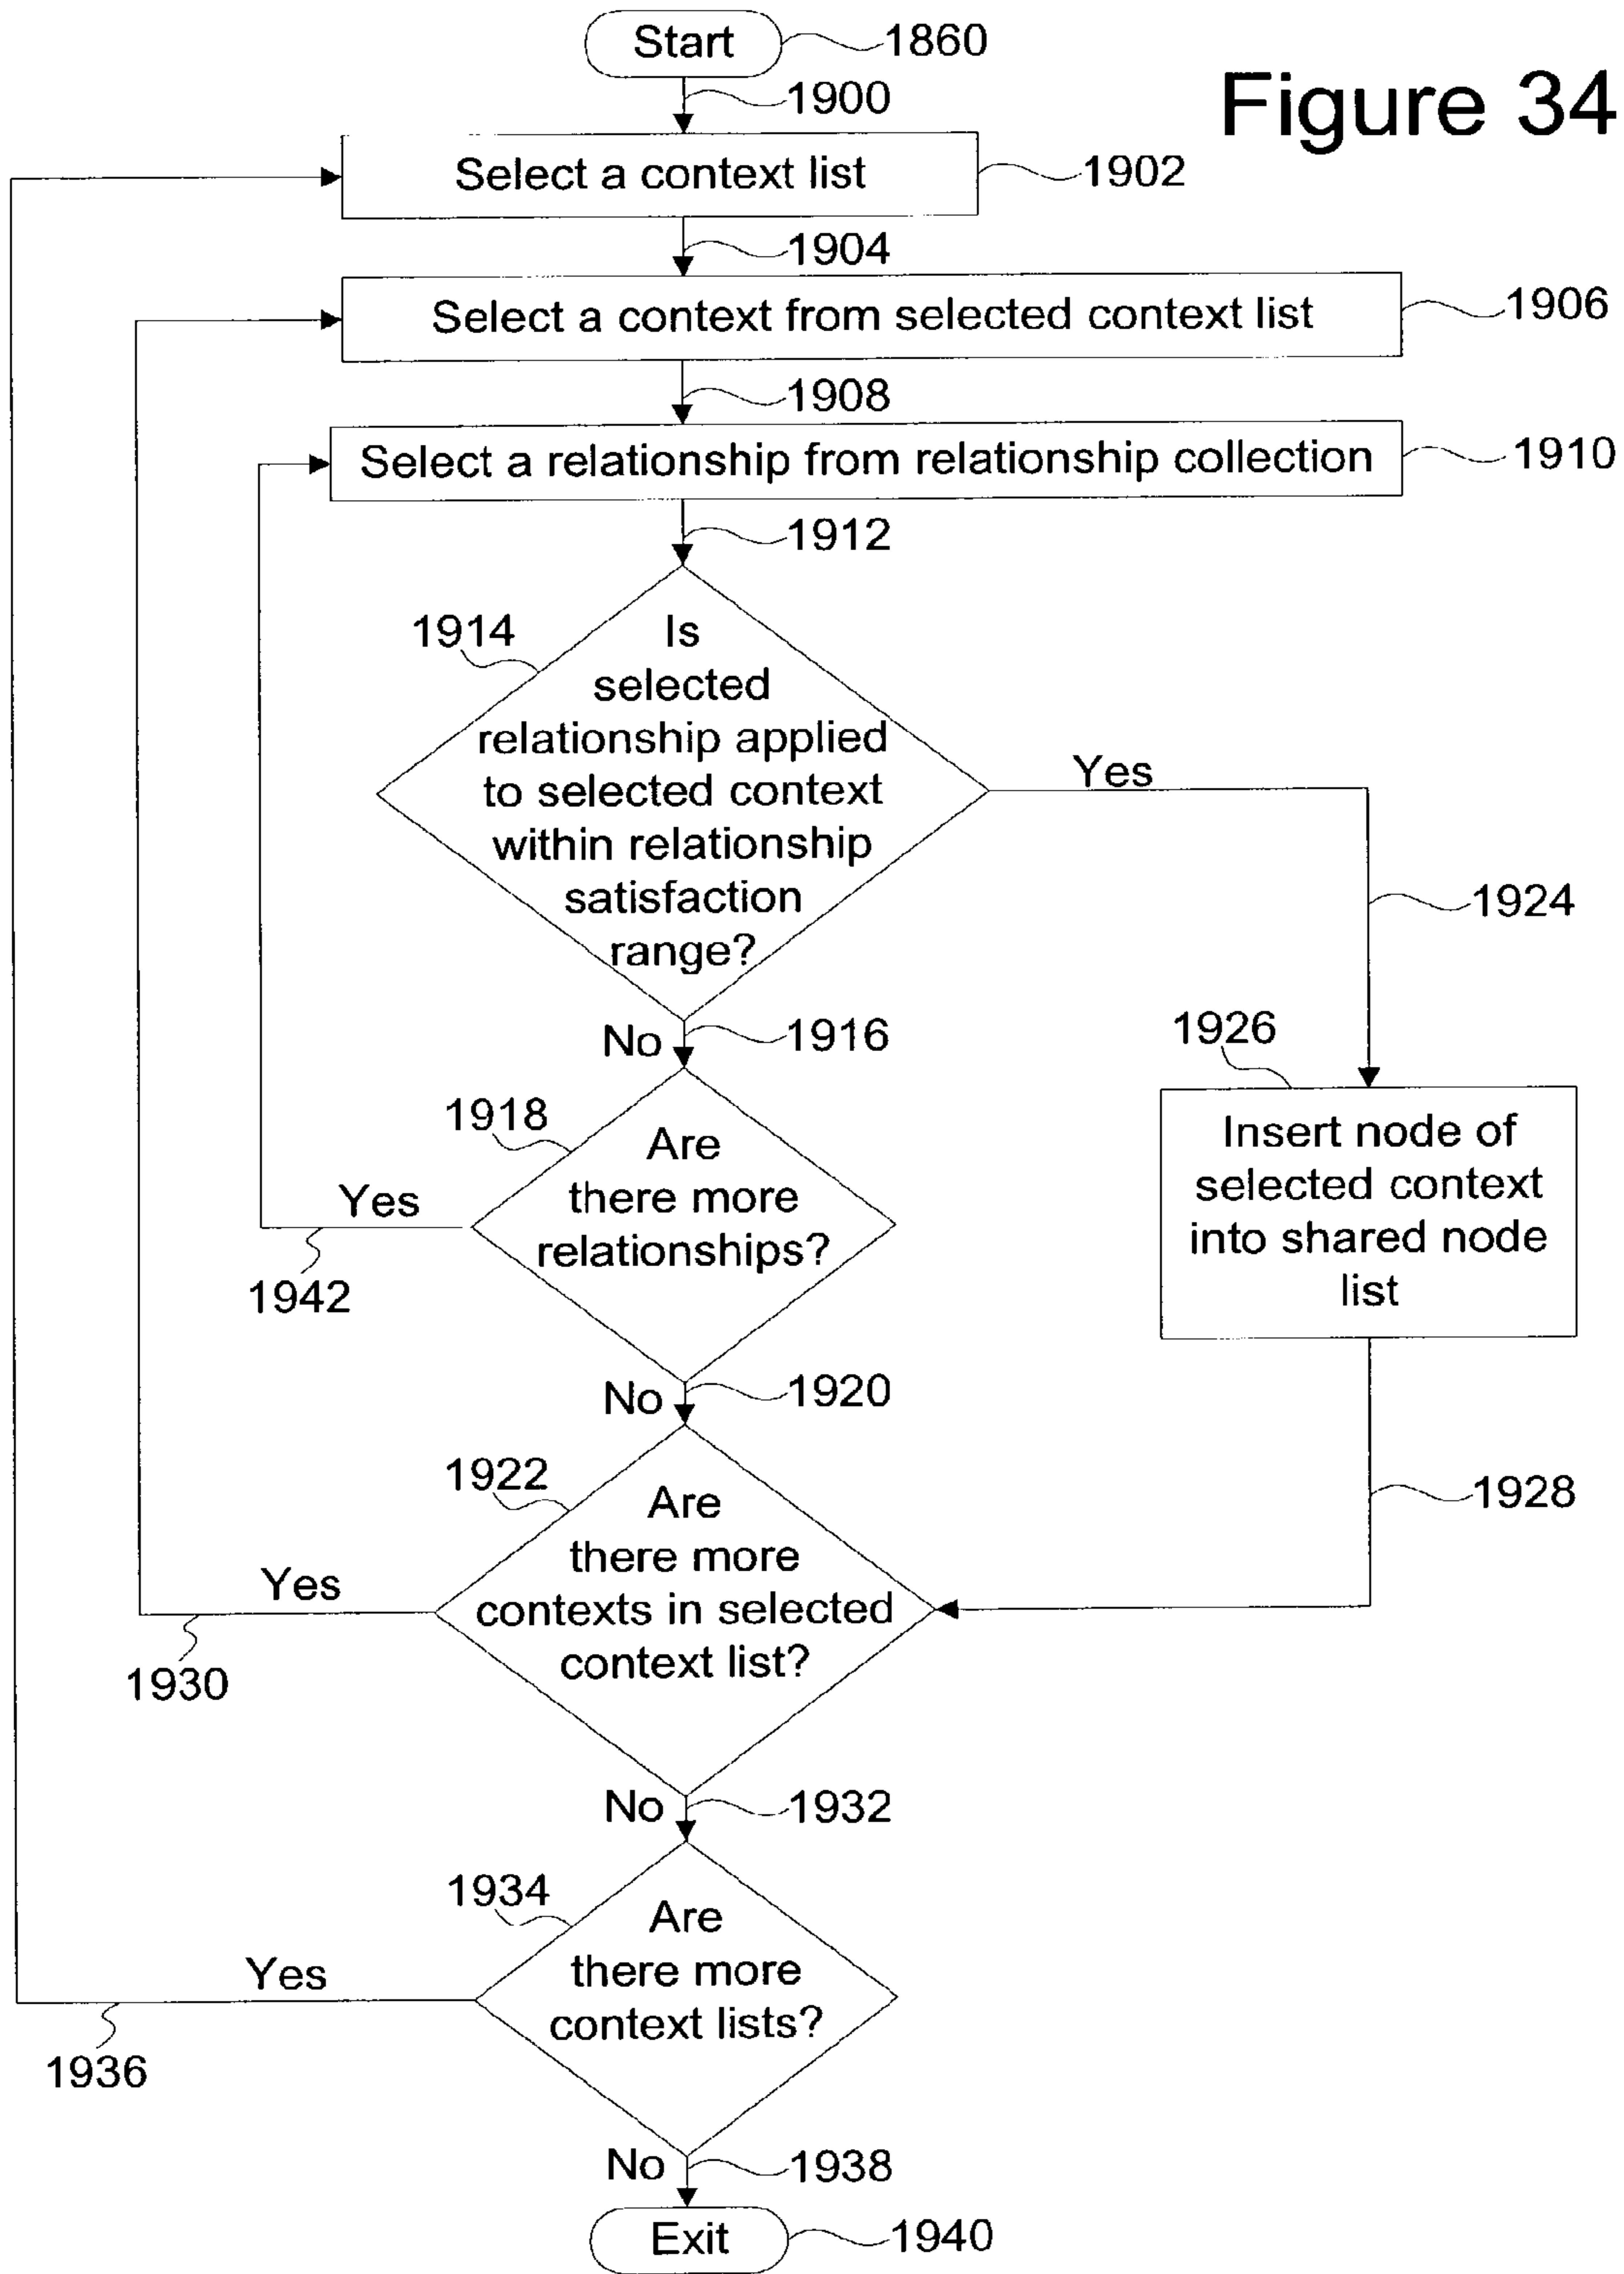 Start
1860
Figure 34
1900
Select a context list
1902
1904
Select a context from selected context list
1906
1908
Select a relationship from relationship collection
1910
1912
1914
Is
selected
relationship applied
to selected context
within relationship
satisfaction
range?
Yes
1924
No
1916
1926
Insert node of
selected context
into shared node
list
1918
Are
there more
relationships?
Yes
1942
No
1920
1922
Are
there more
contexts in selected
context list?
1928
Yes
1930
No
1932
1934
Are
there more
context lists?
Yes
1936
No
1938
Exit
1940